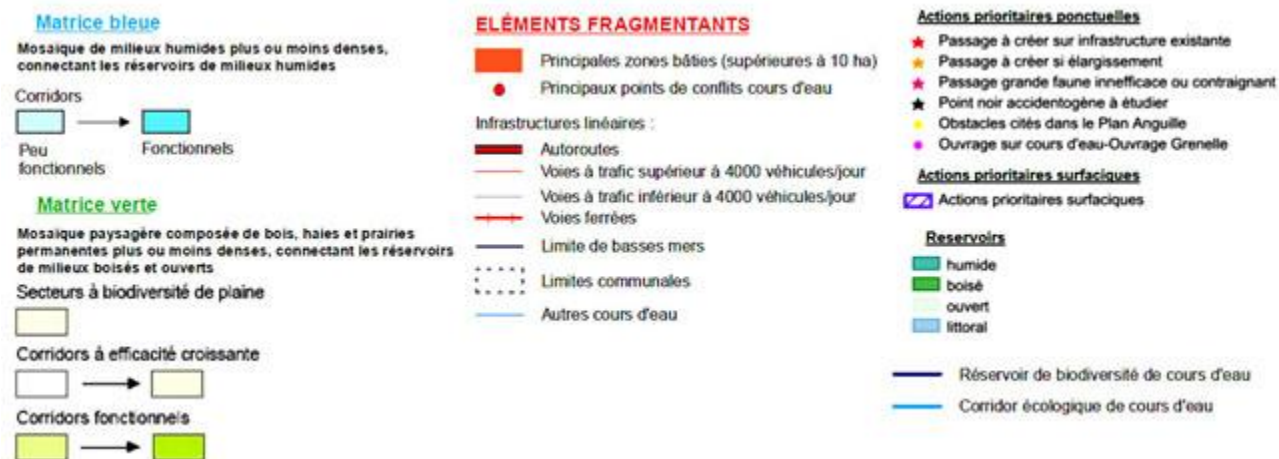 Matrice bleue
Mosaique de milieux humides plus ou moins denses,
connectant les réservoirs de milieux humides
Corridors
Peu
fonctionnels
Fonctionnels
Matrice verte
Mosaique paysagère composée de bois, haies et prairies
permanentes plus ou moins denses, connectant les réservoirs
de milieux boisés et ouverts
Secteurs à biodiversité de plaine
Corridors à efficacité croissante
Corridors fonctionnels
ELÉMENTS FRAGMENTANTS
Principales zones bâties (supérieures à 10 ha)
Principaux points de conflits cours d'eau
Infrastructures linéaires :
Autoroutes
Voies à trafic supérieur à 4000 véhicules/jour
Voies à trafic inférieur à 4000 véhicules/jour
Voies ferrées
Limite de basses mers
Limites communales
Autres cours d'eau
Actions prioritaires ponctuelles
Passage à créer sur infrastructure existante
Passage à créer si élargissement
Passage grande faune innefficace ou contraignant
Point noir accidentogène à étudier
Obstacles cités dans le Plan Anguille
Ouvrage sur cours d'eau-Ouvrage Grenelle
Actions prioritaires surfaciques
Actions prioritaires surfaciques
Reservoirs
humide
boisé
ouvert
littoral
Réservoir de biodiversité de cours d'eau
Corridor écologique de cours d'eau